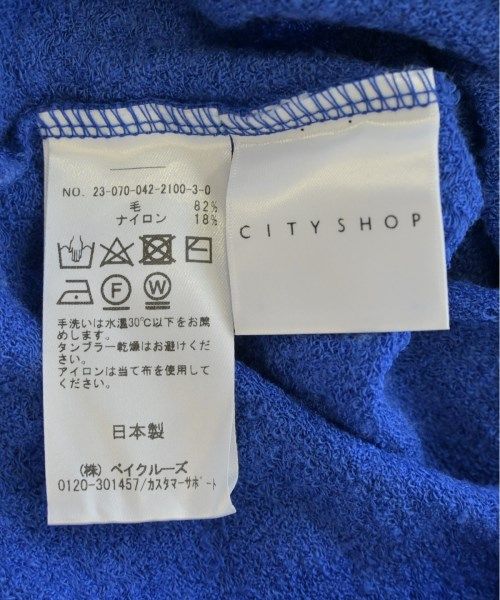 NO. 23-070-042-2100-3-0
毛 82%
ナイロン 18%
F W
手洗いは水温30℃以下をお薦
めします。
タンブラー乾燥はお避けくださ
い。
アイロンは当て布を使用して
ください。
日本製
(株) ベイクルーズ
0120-301457/カスタマーサポート
CITYSHOP